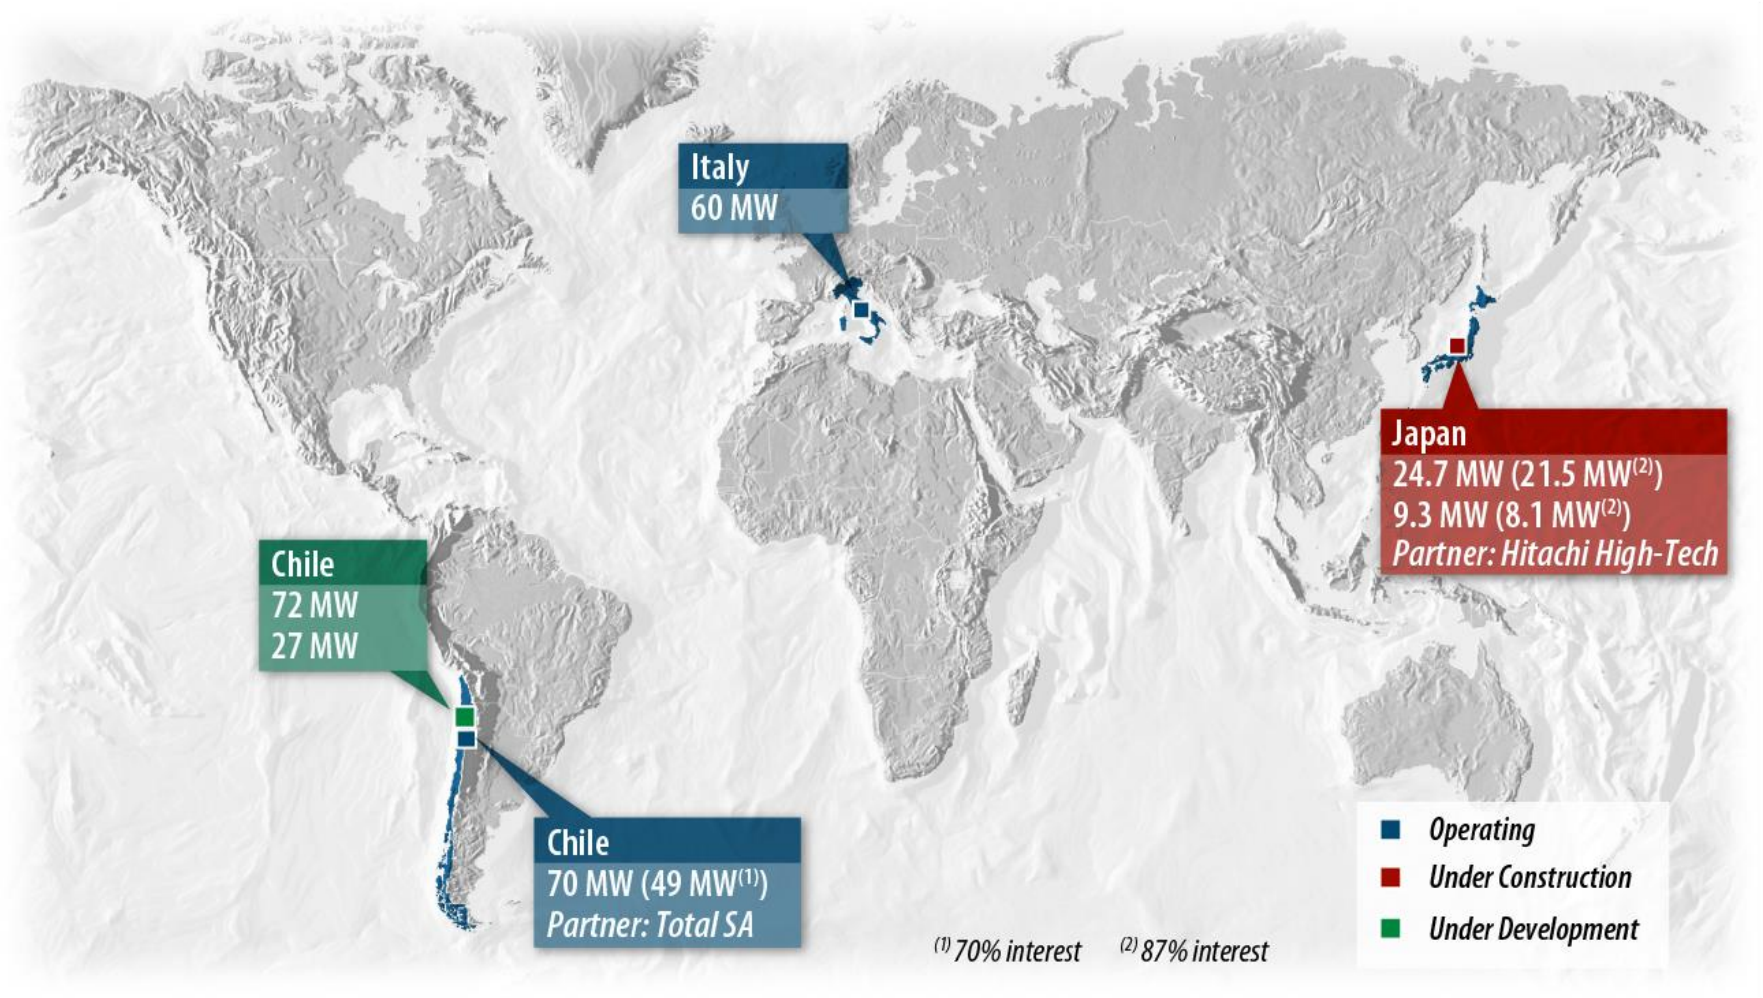 Italy
60 MW
Japan
24.7 MW (21.5 MW(2))
9.3 MW (8.1 MW(2))
Partner: Hitachi High-Tech
Chile
72 MW
27 MW
Chile
70 MW (49 MW(1))
Partner: Total SA
Operating
Under Construction
Under Development
(1) 70% interest (2) 87% interest